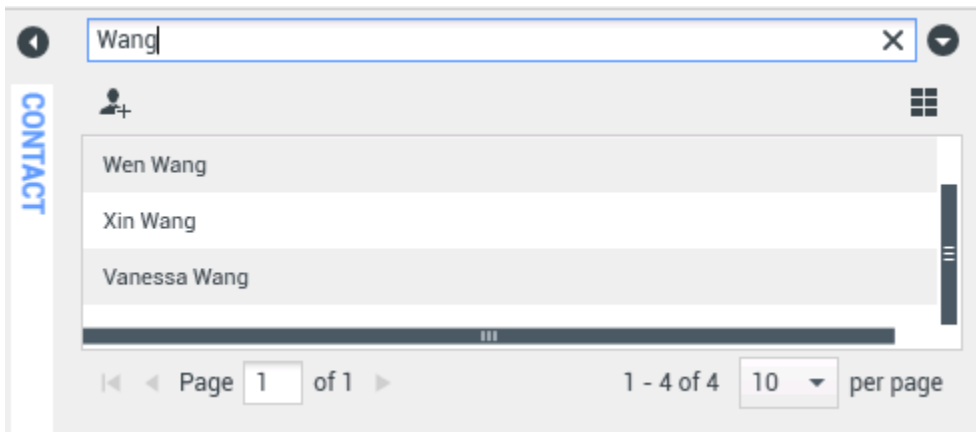 Wang
CONTACT
Wen Wang
Xin Wang
Vanessa Wang
Page 1 of 1 1 - 4 of 4 10 per page